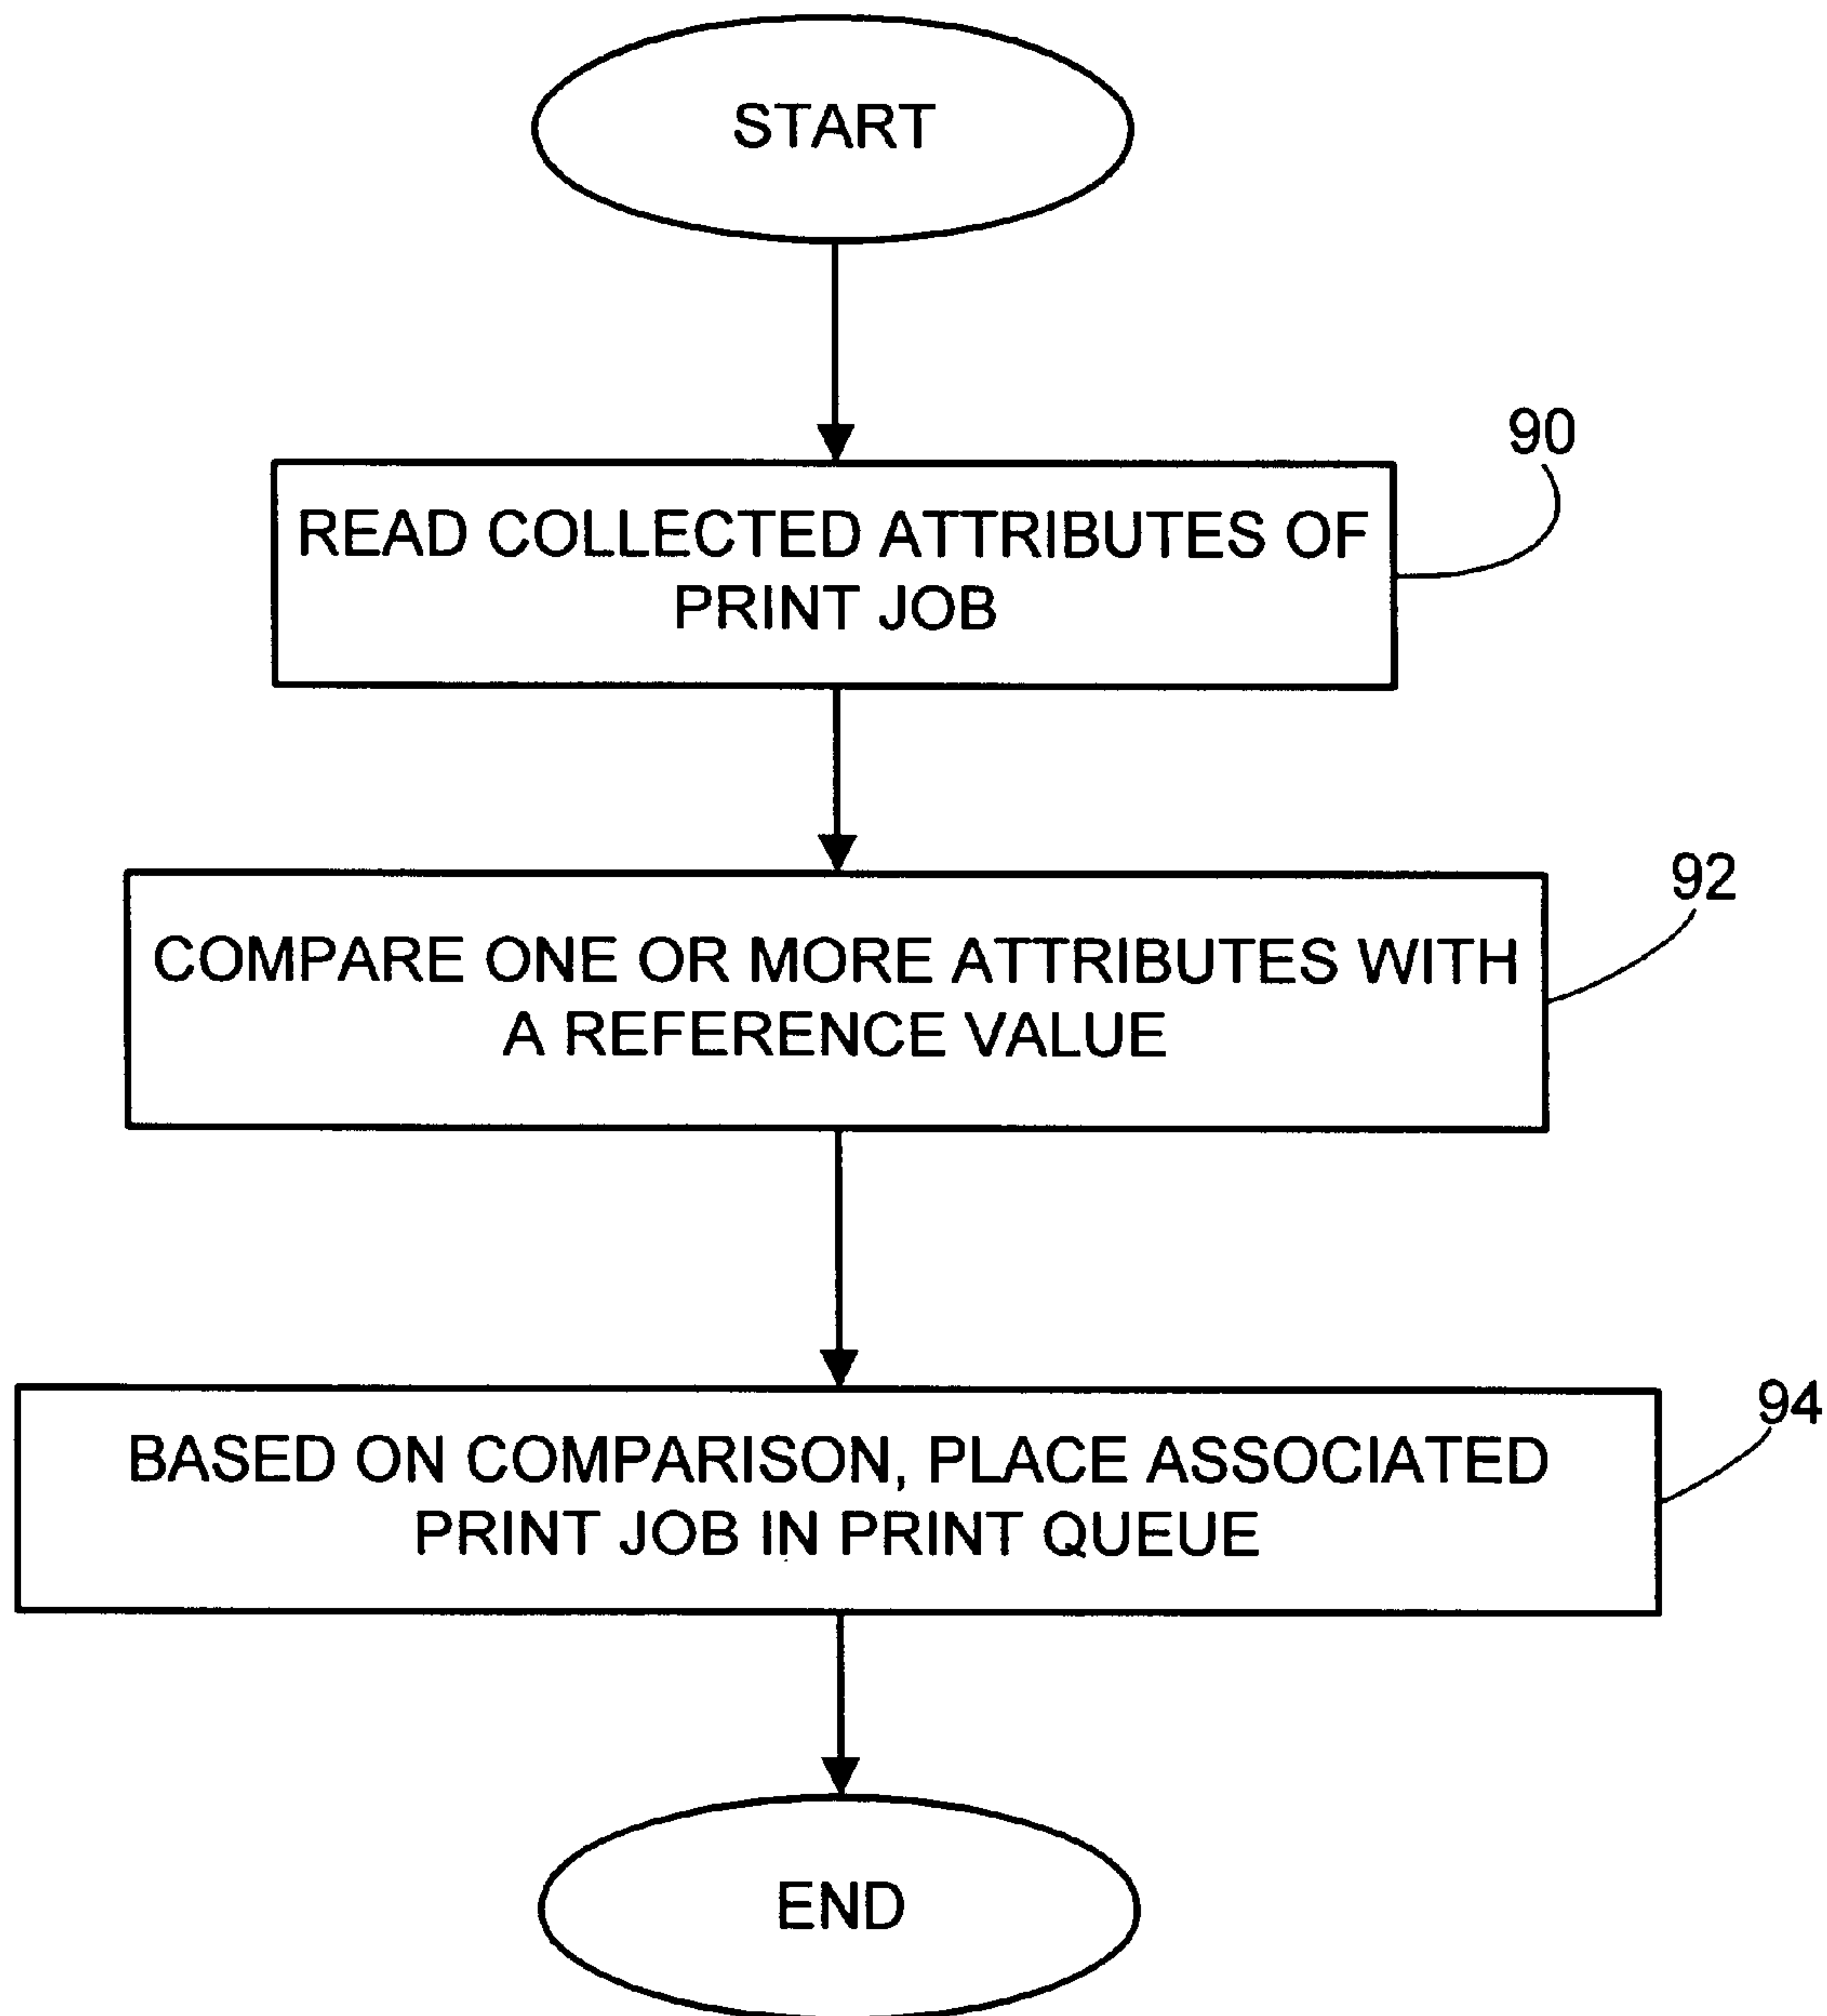 START
90
READ COLLECTED ATTRIBUTES OF
PRINT JOB
92
COMPARE ONE OR MORE ATTRIBUTES WITH
A REFERENCE VALUE
94
BASED ON COMPARISON, PLACE ASSOCIATED
PRINT JOB IN PRINT QUEUE
END